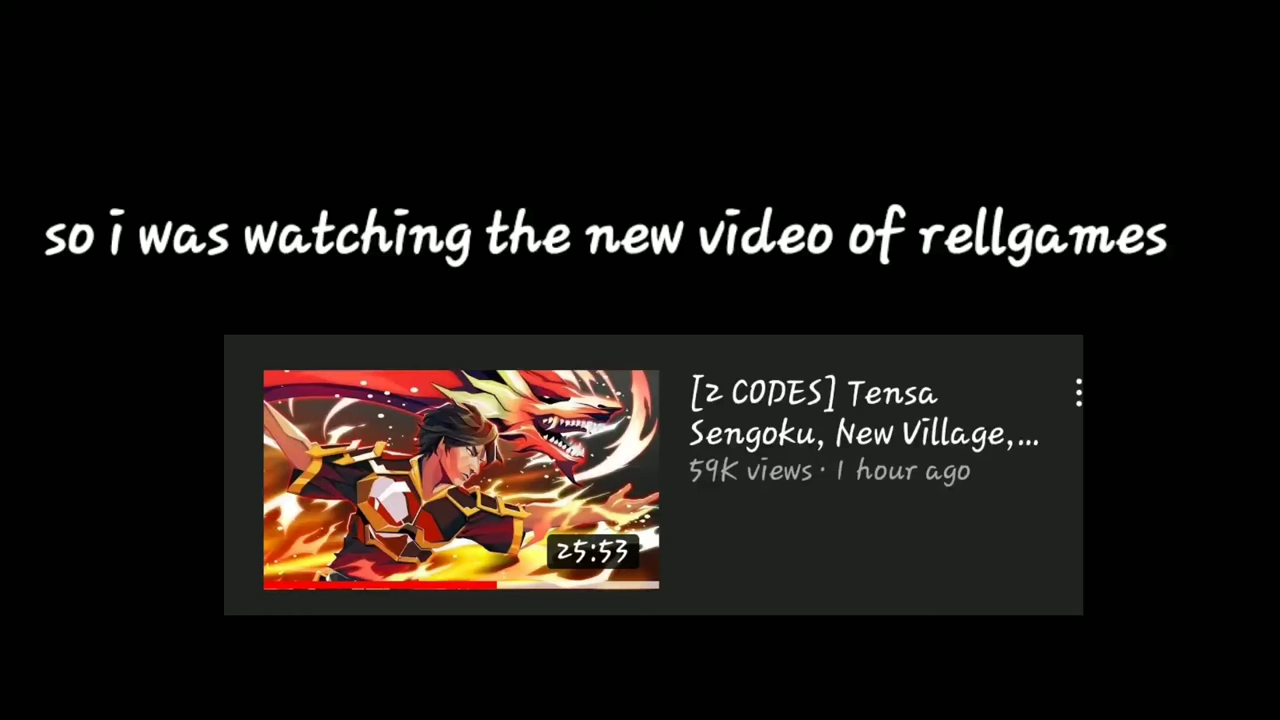 so i was watching the new video of rellgames
[2 CODES] Tensa
Sengoku, New Village,...
59K views · 1 hour ago
25:53